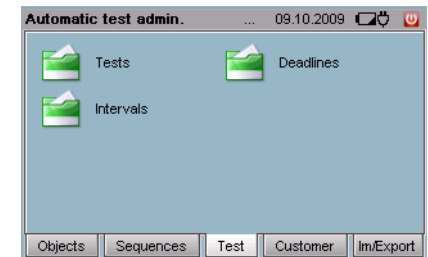 Automatic test admin. ... 09.10.2009
Tests Deadlines
Intervals
Objects Sequences Test Customer Im/Export